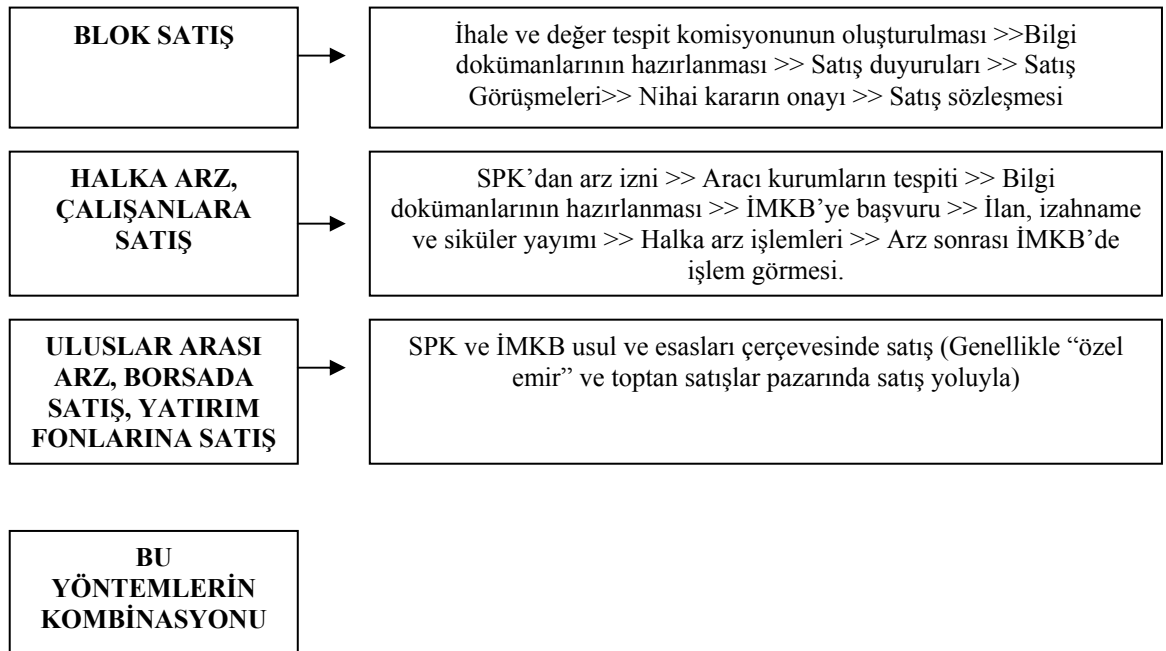 BLOK SATIŞ
İhale ve değer tespit komisyonunun oluşturulması >>Bilgi
dokümanlarının hazırlanması >> Satış duyuruları >> Satış
Görüşmeleri>> Nihai kararın onayı >> Satış sözleşmesi
HALKA ARZ,
ÇALIŞANLARA
SATIŞ
SPK’dan arz izni >> Aracı kurumların tespiti >> Bilgi
dokümanlarının hazırlanması >> İMKB’ye başvuru >> İlan, izahname
ve siküler yayımı >> Halka arz işlemleri >> Arz sonrası İMKB’de
işlem görmesi.
ULUSLAR ARASI
ARZ, BORSADA
SATIŞ, YATIRIM
FONLARINA SATIŞ
SPK ve İMKB usul ve esasları çerçevesinde satış (Genellikle “özel
emir” ve toptan satışlar pazarında satış yoluyla)
BU
YÖNTEMLERİN
KOMBİNASYONU